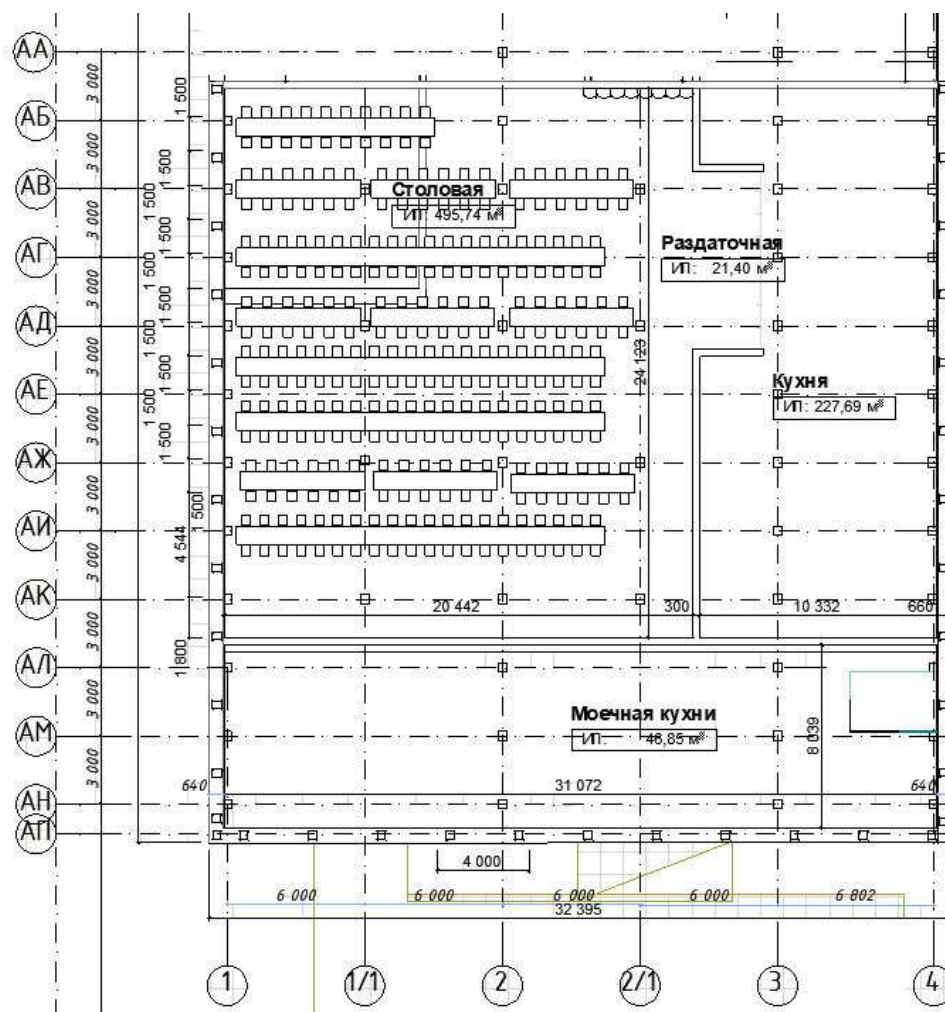 АА
3 000
1 500
АБ
3 000
1 500
АВ
Столовая
1 500
ИП: 495,74 м²
3 000
1 500
АГ
Раздаточная
ИП: 21,40 м²
3 000
1 500
АД
1 500
24 123
3 000
1 500
АЕ
Кухня
ИП: 227,69 м²
1 500
3 000
1 500
АЖ
3 000
1 500
АИ
4 544
3 000
АК
20 442
300
10 332
660
3 000
1 800
АЛ
3 000
Моечная кухни
ИП: 46,85 м²
8 039
АМ
3 000
640
31 072
640
АН
АП
4 000
6 000
6 000
6 000
6 000
6 802
32 395
1
1/1
2
2/1
3
4